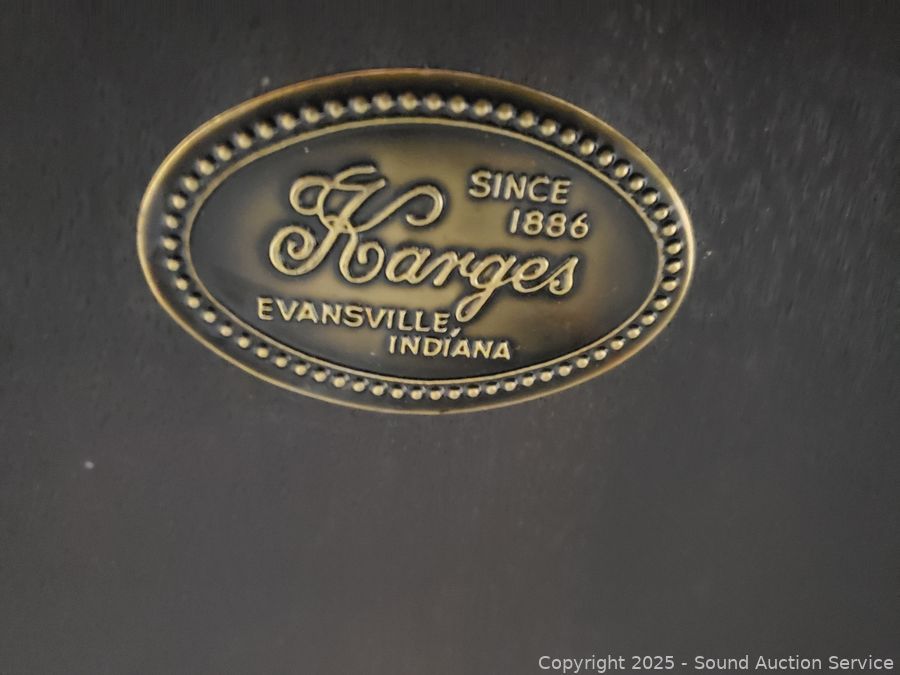 SINCE
1886
Karges
EVANSVILLE,
INDIANA
Copyright 2025 - Sound Auction Service